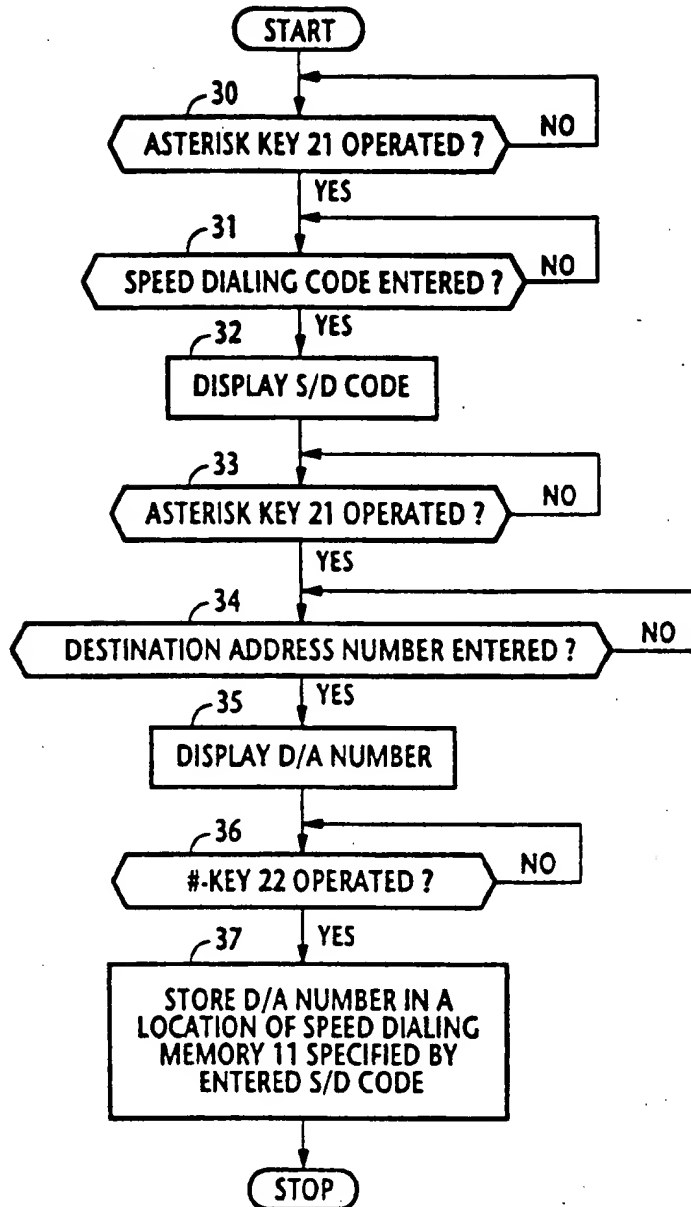 START
30
ASTERISK KEY 21 OPERATED ?
NO
YES
31
SPEED DIALING CODE ENTERED ?
NO
YES
32
DISPLAY S/D CODE
33
ASTERISK KEY 21 OPERATED ?
NO
YES
34
DESTINATION ADDRESS NUMBER ENTERED ?
NO
YES
35
DISPLAY D/A NUMBER
36
#-KEY 22 OPERATED ?
NO
YES
37
STORE D/A NUMBER IN A
LOCATION OF SPEED DIALING
MEMORY 11 SPECIFIED BY
ENTERED S/D CODE
STOP